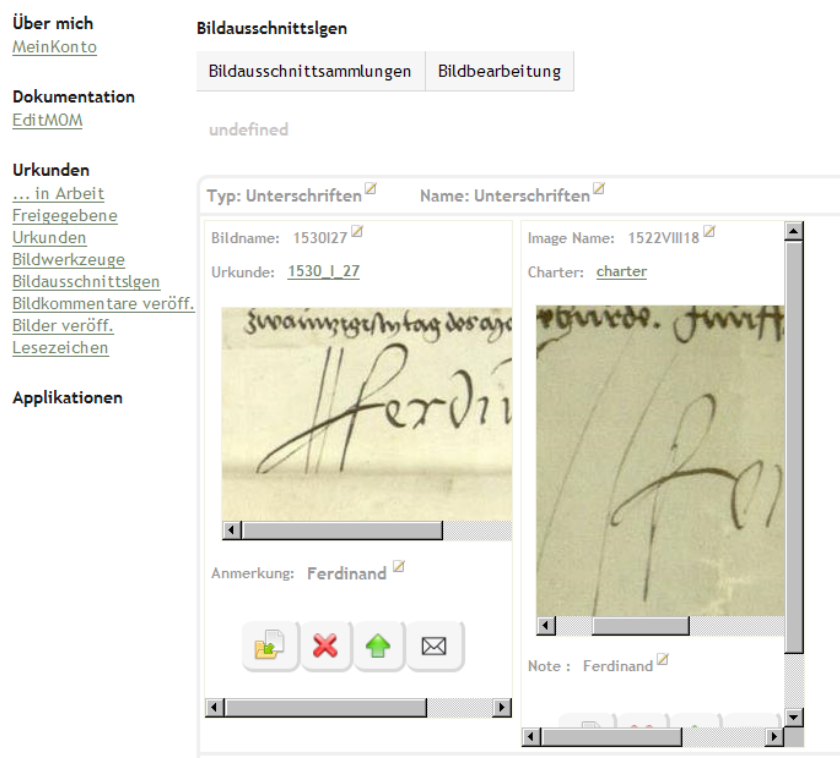 Über mich
MeinKonto
Dokumentation
EditMOM
Urkunden
... in Arbeit
Freigegebene
Urkunden
Bildwerkzeuge
Bildausschnittslgen
Bildkommentare veröff.
Bilder veröff.
Lesezeichen
Applikationen
Bildausschnittslgen
Bildausschnittsammlungen Bildbearbeitung
undefined
Typ: Unterschriften Name: Unterschriften
Bildname: 1530I27
Urkunde: 1530_I_27
Ferdin
Anmerkung: Ferdinand
Image Name: 1522VIII18
Charter: charter
Note : Ferdinand